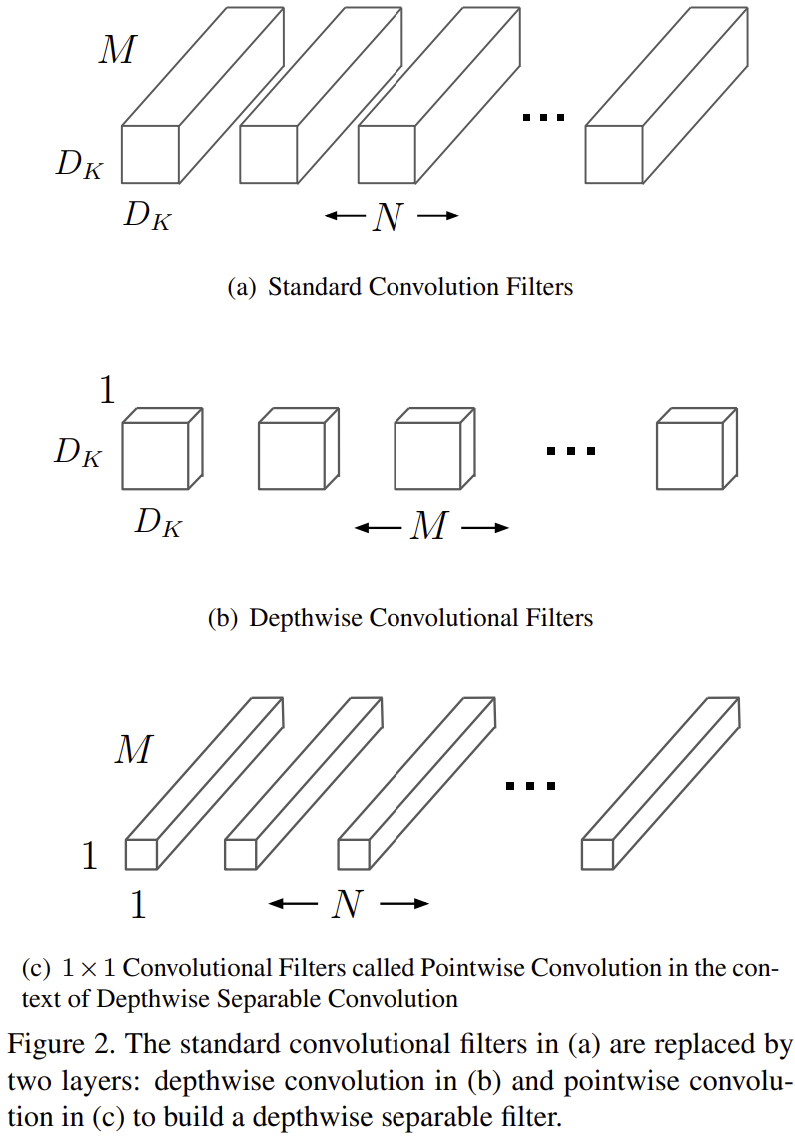 M
D_K
D_K
N
(a) Standard Convolution Filters
1
D_K
D_K
M
(b) Depthwise Convolutional Filters
M
1
1
N
(c) 1 × 1 Convolutional Filters called Pointwise Convolution in the con-
text of Depthwise Separable Convolution
Figure 2. The standard convolutional filters in (a) are replaced by
two layers: depthwise convolution in (b) and pointwise convolu-
tion in (c) to build a depthwise separable filter.